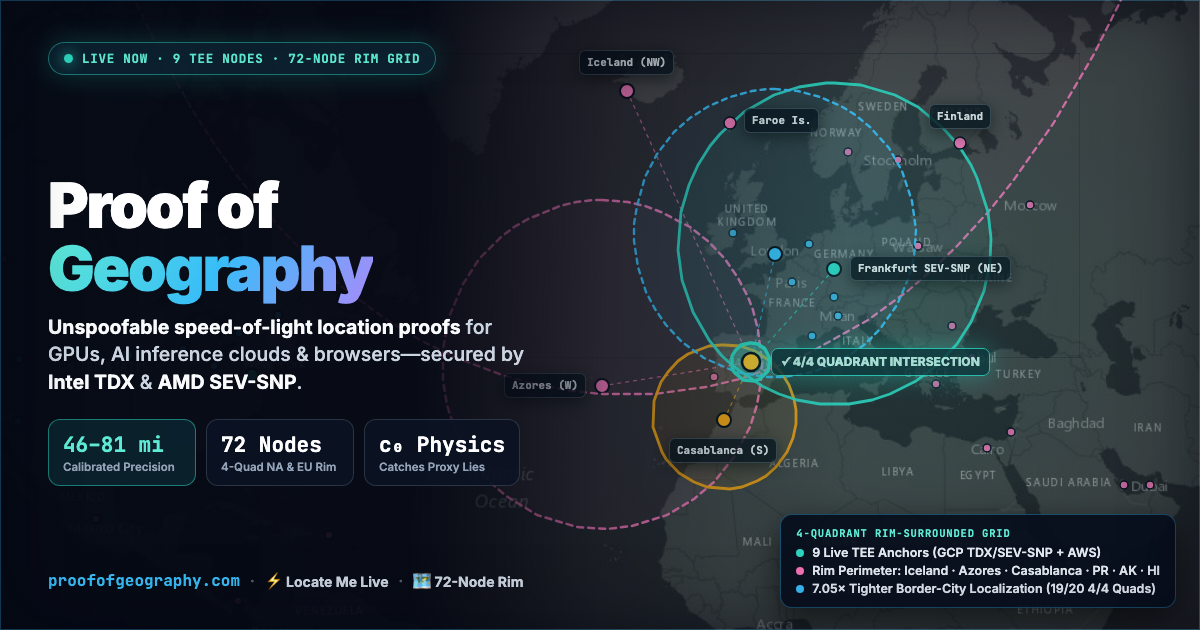 LIVE NOW · 9 TEE NODES · 72-NODE RIM GRID
Proof of
Geography
Unspoofable speed-of-light location proofs for
GPUs, AI inference clouds & browsers—secured by
Intel TDX & AMD SEV-SNP.
46–81 mi
Calibrated Precision
72 Nodes
4-Quad NA & EU Rim
c₀ Physics
Catches Proxy Lies
proofofgeography.com · ⚡ Locate Me Live · 🗺️ 72-Node Rim
Iceland (NW)
Faroe Is.
Finland
SWEDEN
NORWAY
Stockholm
Moscow
UNITED
KINGDOM
London
GERMANY
POLAND
Warsaw
Frankfurt SEV-SNP (NE)
Paris
FRANCE
Milan
ITALY
✓4/4 QUADRANT INTERSECTION
Azores (W)
TURKEY
Casablanca (S)
Baghdad
IRAN
Cairo
ALGERIA
LIBYA
EGYPT
SAUDI ARABIA
Dubai
Ocean
MALI
ETHIOPIA
Accra
4-QUADRANT RIM-SURROUNDED GRID
9 Live TEE Anchors (GCP TDX/SEV-SNP + AWS)
Rim Perimeter: Iceland · Azores · Casablanca · PR · AK · HI
7.05× Tighter Border-City Localization (19/20 4/4 Quads)